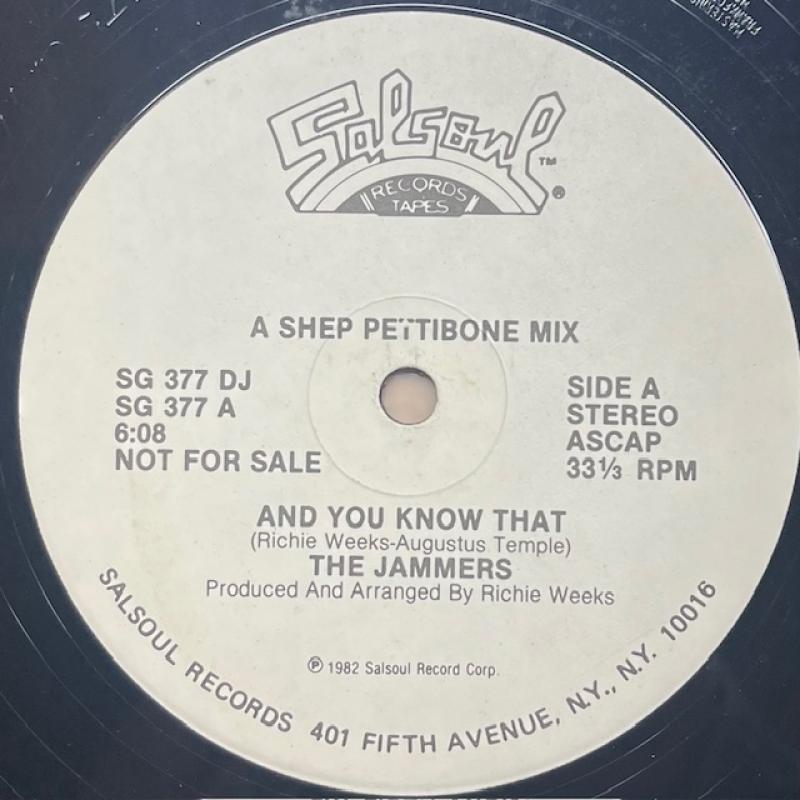 Salsoul TM
RECORDS ®
TAPES
A SHEP PETTIBONE MIX
SG 377 DJ
SG 377 A
6:08
NOT FOR SALE
SIDE A
STEREO
ASCAP
33⅓ RPM
AND YOU KNOW THAT
(Richie Weeks-Augustus Temple)
THE JAMMERS
Produced And Arranged By Richie Weeks
℗ 1982 Salsoul Record Corp.
SALSOUL RECORDS 401 FIFTH AVENUE, N.Y., N.Y. 10016